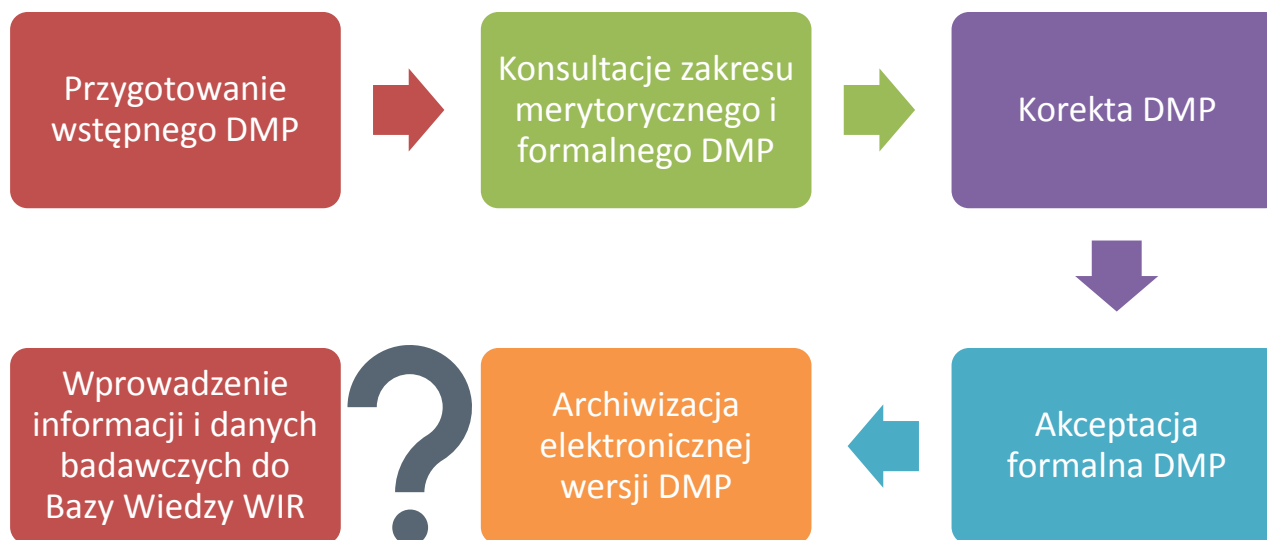 Przygotowanie
wstępnego DMP
Konsultacje zakresu
merytorycznego i
formalnego DMP
Korekta DMP
Akceptacja
formalna DMP
Archiwizacja
elektronicznej
wersji DMP
?
Wprowadzenie
informacji i danych
badawczych do
Bazy Wiedzy WIR